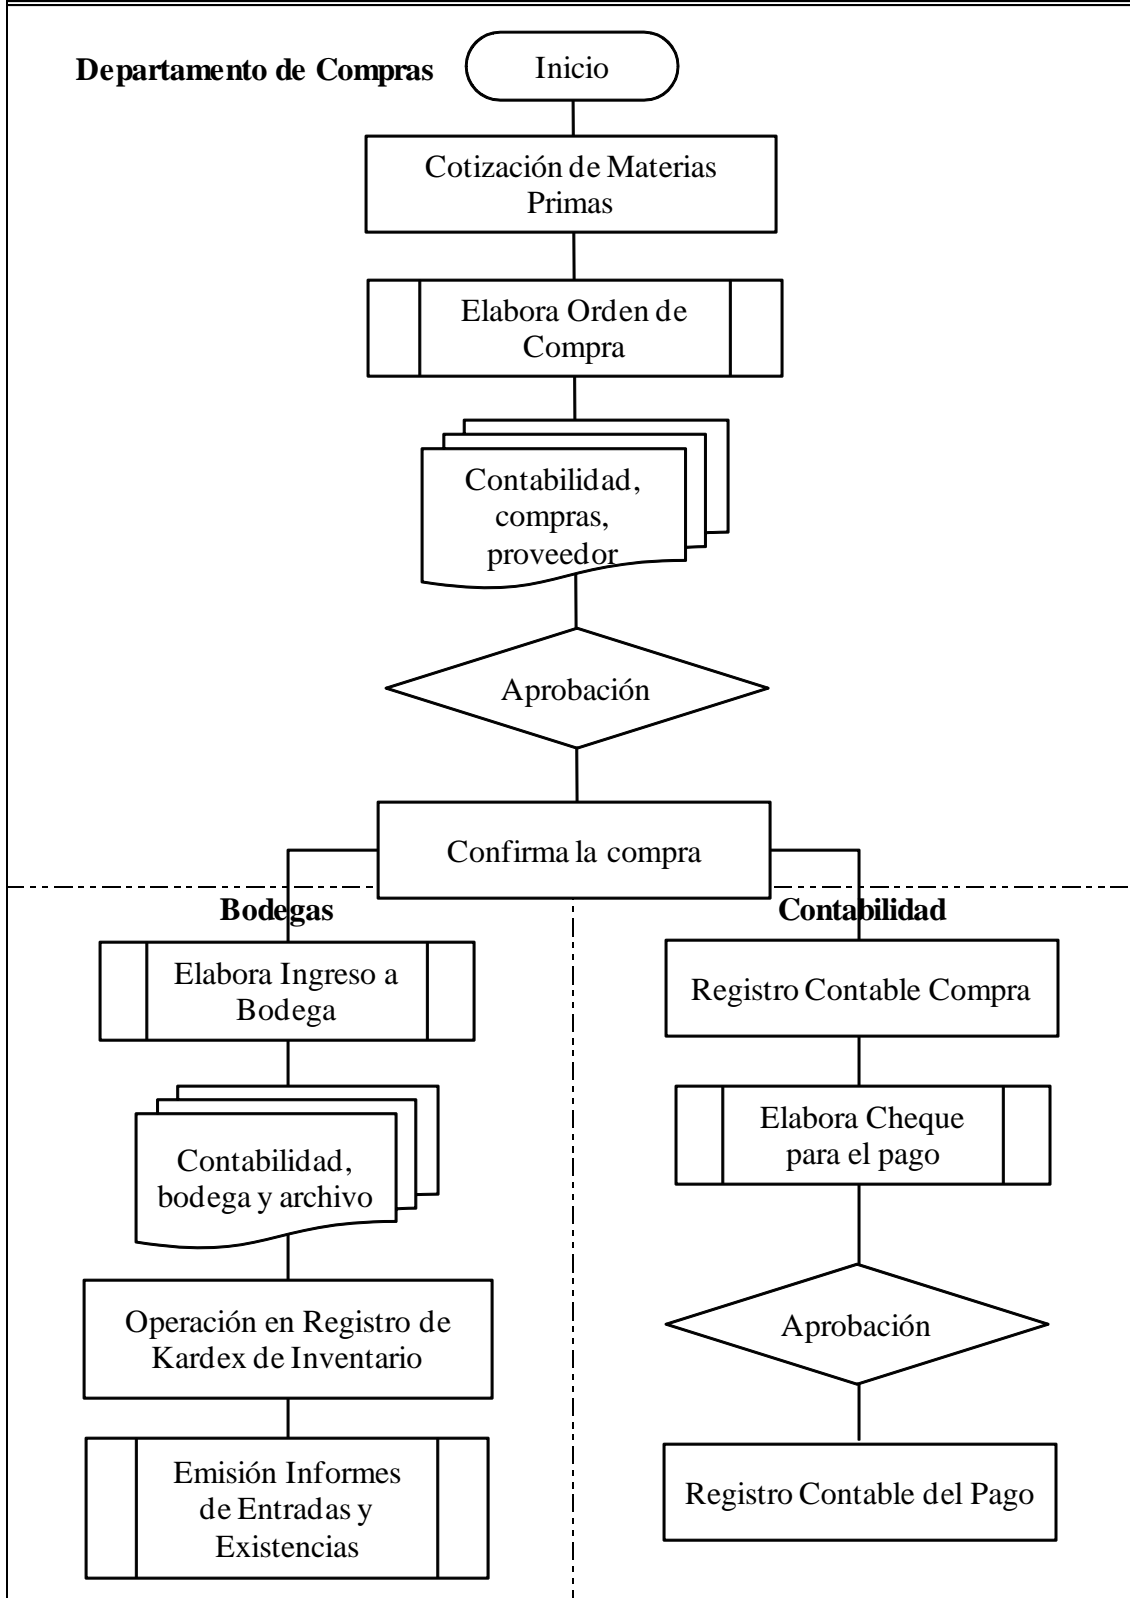 Departamento de Compras
Inicio
Cotización de Materias
Primas
Elabora Orden de
Compra
Contabilidad,
compras,
proveedor
Aprobación
Confirma la compra
Bodegas
Elabora Ingreso a
Bodega
Contabilidad,
bodega y archivo
Operación en Registro de
Kardex de Inventario
Emisión Informes
de Entradas y
Existencias
Contabilidad
Registro Contable Compra
Elabora Cheque
para el pago
Aprobación
Registro Contable del Pago